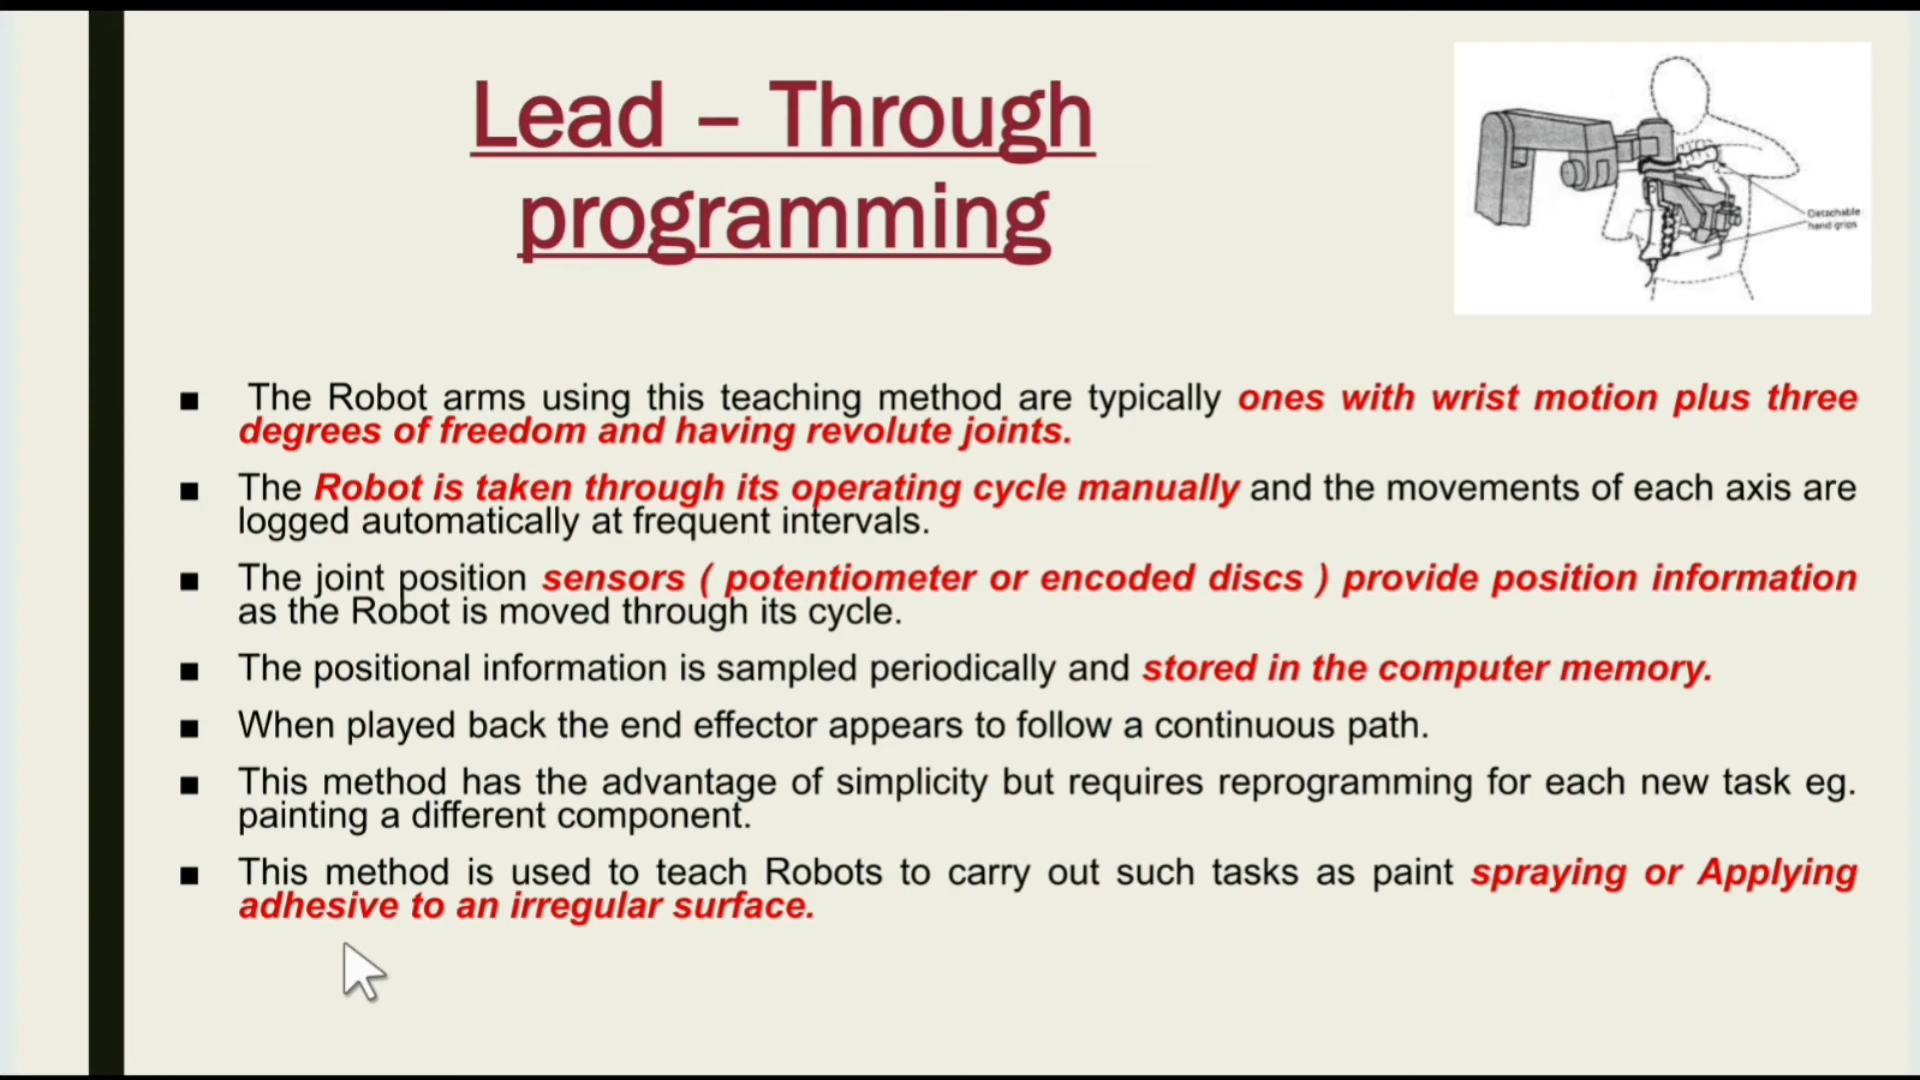 Lead – Through
programming
Detachable
hand grips
■ The Robot arms using this teaching method are typically ones with wrist motion plus three
degrees of freedom and having revolute joints.
■ The Robot is taken through its operating cycle manually and the movements of each axis are
logged automatically at frequent intervals.
■ The joint position sensors ( potentiometer or encoded discs ) provide position information
as the Robot is moved through its cycle.
■ The positional information is sampled periodically and stored in the computer memory.
■ When played back the end effector appears to follow a continuous path.
■ This method has the advantage of simplicity but requires reprogramming for each new task eg.
painting a different component.
■ This method is used to teach Robots to carry out such tasks as paint spraying or Applying
adhesive to an irregular surface.